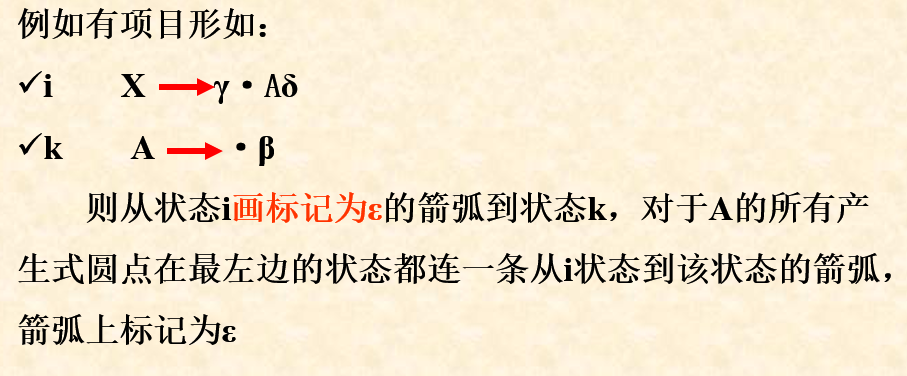 例如有项目形如:
✓i X →γ·Aδ
✓k A →·β
则从状态i画标记为ε的箭弧到状态k，对于A的所有产
生式圆点在最左边的状态都连一条从i状态到该状态的箭弧，
箭弧上标记为ε